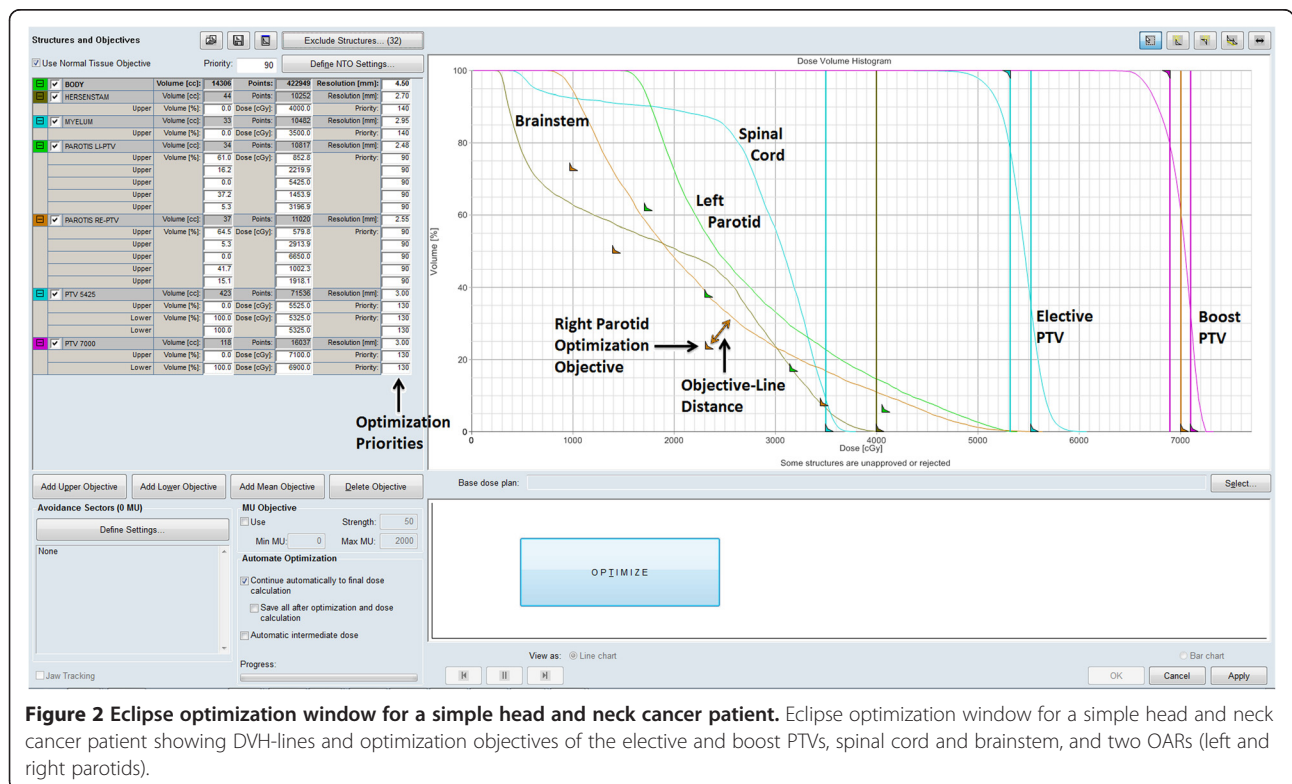 Structures and Objectives
Exclude Structures... (32)
Use Normal Tissue Objective Priority: 90 Define NTO Settings...
BODY Volume [cc]: 14306 Points: 422949 Resolution [mm]: 4.50
HERSENSTAM Volume [cc]: 44 Points: 10252 Resolution [mm]: 2.70
Upper Volume [%]: 0.0 Dose [cGy]: 4000.0 Priority: 140
MYELUM Volume [cc]: 33 Points: 10482 Resolution [mm]: 2.95
Upper Volume [%]: 0.0 Dose [cGy]: 3500.0 Priority: 140
PAROTIS LI-PTV Volume [cc]: 34 Points: 10817 Resolution [mm]: 2.48
Upper Volume [%]: 61.0 Dose [cGy]: 852.8 Priority: 90
Upper 16.2 2219.9 90
Upper 0.0 5425.0 90
Upper 37.2 1453.9 90
Upper 5.3 3196.9 90
PAROTIS RE-PTV Volume [cc]: 37 Points: 11020 Resolution [mm]: 2.55
Upper Volume [%]: 64.5 Dose [cGy]: 579.8 Priority: 90
Upper 5.3 2913.9 90
Upper 0.0 6650.0 90
Upper 41.7 1002.3 90
Upper 15.1 1918.1 90
PTV 5425 Volume [cc]: 423 Points: 71536 Resolution [mm]: 3.00
Upper Volume [%]: 0.0 Dose [cGy]: 5525.0 Priority: 130
Lower Volume [%]: 100.0 Dose [cGy]: 5325.0 Priority: 130
Lower 100.0 5325.0 130
PTV 7000 Volume [cc]: 118 Points: 16037 Resolution [mm]: 3.00
Upper Volume [%]: 0.0 Dose [cGy]: 7100.0 Priority: 130
Lower Volume [%]: 100.0 Dose [cGy]: 6900.0 Priority: 130
Optimization
Priorities
Dose Volume Histogram
100
80
60
40
20
0
Volume [%]
Brainstem
Spinal
Cord
Left
Parotid
Right Parotid
Optimization
Objective
Objective-Line
Distance
Elective
PTV
Boost
PTV
0 1000 2000 3000 4000 5000 6000 7000
Dose [cGy]
Some structures are unapproved or rejected
Add Upper Objective Add Lower Objective Add Mean Objective Delete Objective
Base dose plan: Select...
Avoidance Sectors (0 MU)
Define Settings...
None
Jaw Tracking
MU Objective
Use Strength: 50
Min MU: 0 Max MU: 2000
Automate Optimization
Continue automatically to final dose
calculation
Save all after optimization and dose
calculation
Automatic intermediate dose
Progress:
OPTIMIZE
View as: Line chart Bar chart
OK Cancel Apply
Figure 2 Eclipse optimization window for a simple head and neck cancer patient. Eclipse optimization window for a simple head and neck
cancer patient showing DVH-lines and optimization objectives of the elective and boost PTVs, spinal cord and brainstem, and two OARs (left and
right parotids).